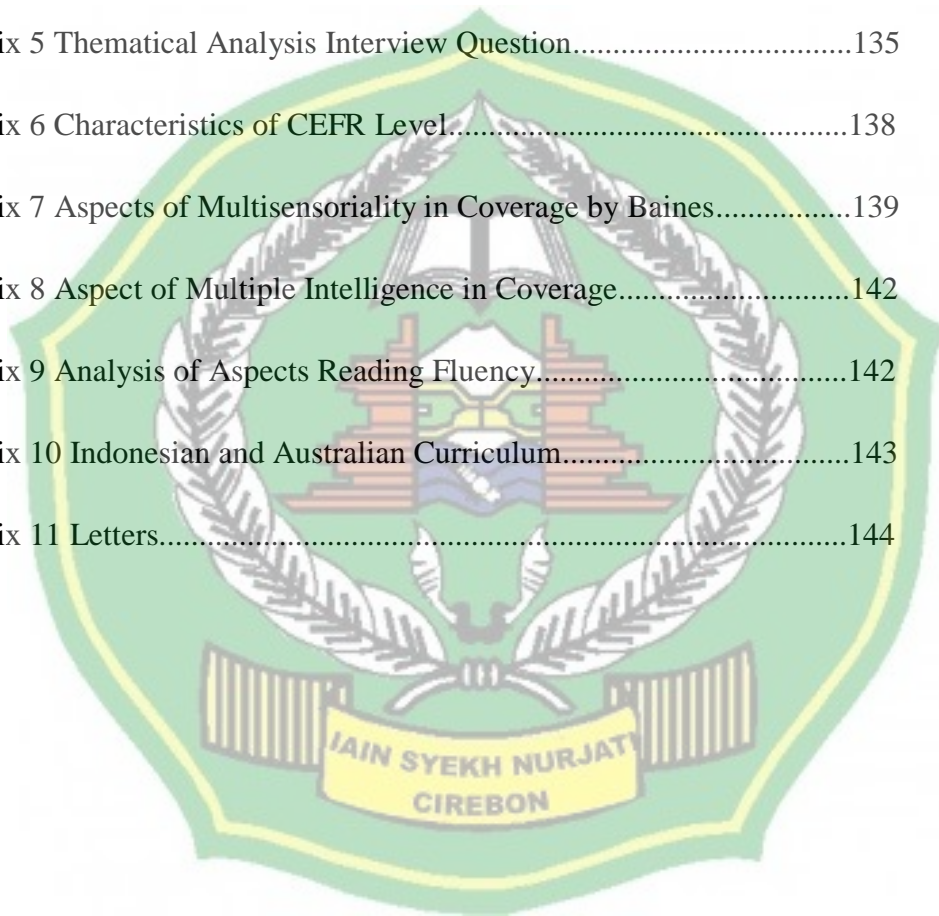 ix 5 Thematical Analysis Interview Question.................................135
ix 6 Characteristics of CEFR Level...............................................138
ix 7 Aspects of Multisensoriality in Coverage by Baines................139
ix 8 Aspect of Multiple Intelligence in Coverage...........................142
ix 9 Analysis of Aspects Reading Fluency.....................................142
ix 10 Indonesian and Australian Curriculum..................................143
ix 11 Letters..................................................................................144
IAIN SYEKH NURJATI
CIREBON